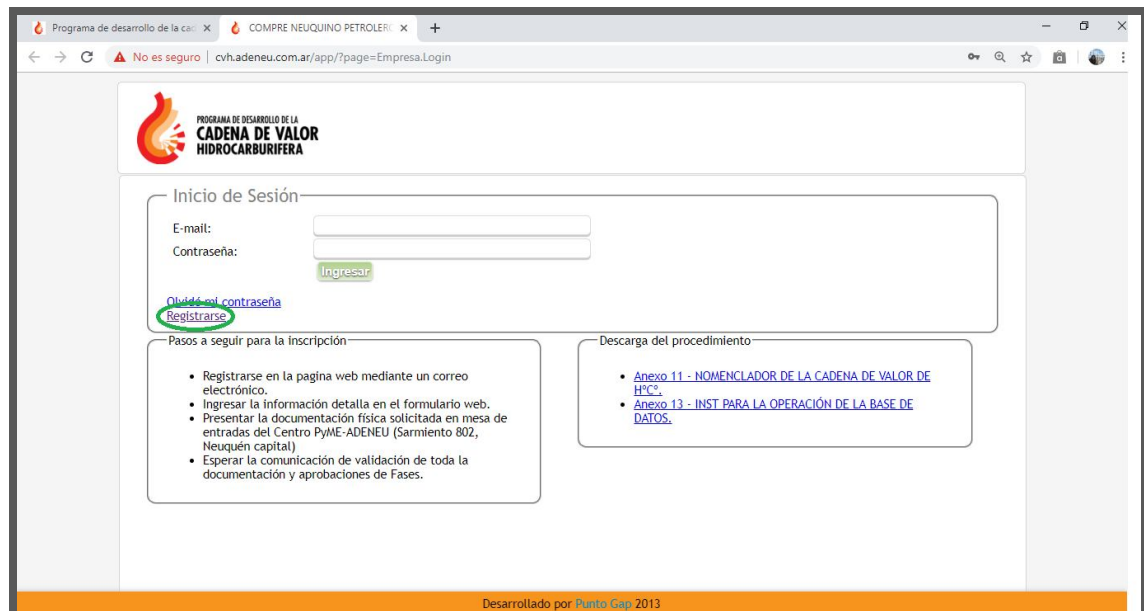 Programa de desarrollo de la cad
COMPRE NEUQUINO PETROLERO
No es seguro | cvh.adeneu.com.ar/app/?page=Empresa.Login
PROGRAMA DE DESARROLLO DE LA
CADENA DE VALOR
HIDROCARBURIFERA
Inicio de Sesión
E-mail:
Contraseña:
Ingresar
Olvidé mi contraseña
Registrarse
Pasos a seguir para la inscripción
• Registrarse en la pagina web mediante un correo
electrónico.
• Ingresar la información detalla en el formulario web.
• Presentar la documentación física solicitada en mesa de
entradas del Centro PyME-ADENEU (Sarmiento 802,
Neuquén capital)
• Esperar la comunicación de validación de toda la
documentación y aprobaciones de Fases.
Descarga del procedimiento
• Anexo 11 - NOMENCLADOR DE LA CADENA DE VALOR DE
HºCº.
• Anexo 13 - INST PARA LA OPERACIÓN DE LA BASE DE
DATOS.
Desarrollado por Punto Gap 2013